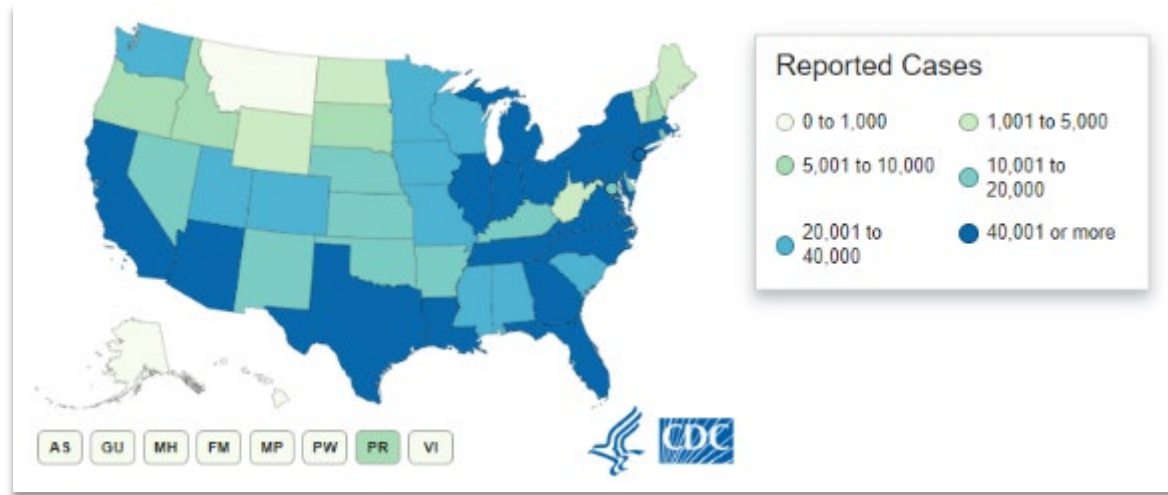 Reported Cases
0 to 1,000
1,001 to 5,000
5,001 to 10,000
10,001 to
20,000
20,001 to
40,000
40,001 or more
AS GU MH FM MP PW PR VI
CDC